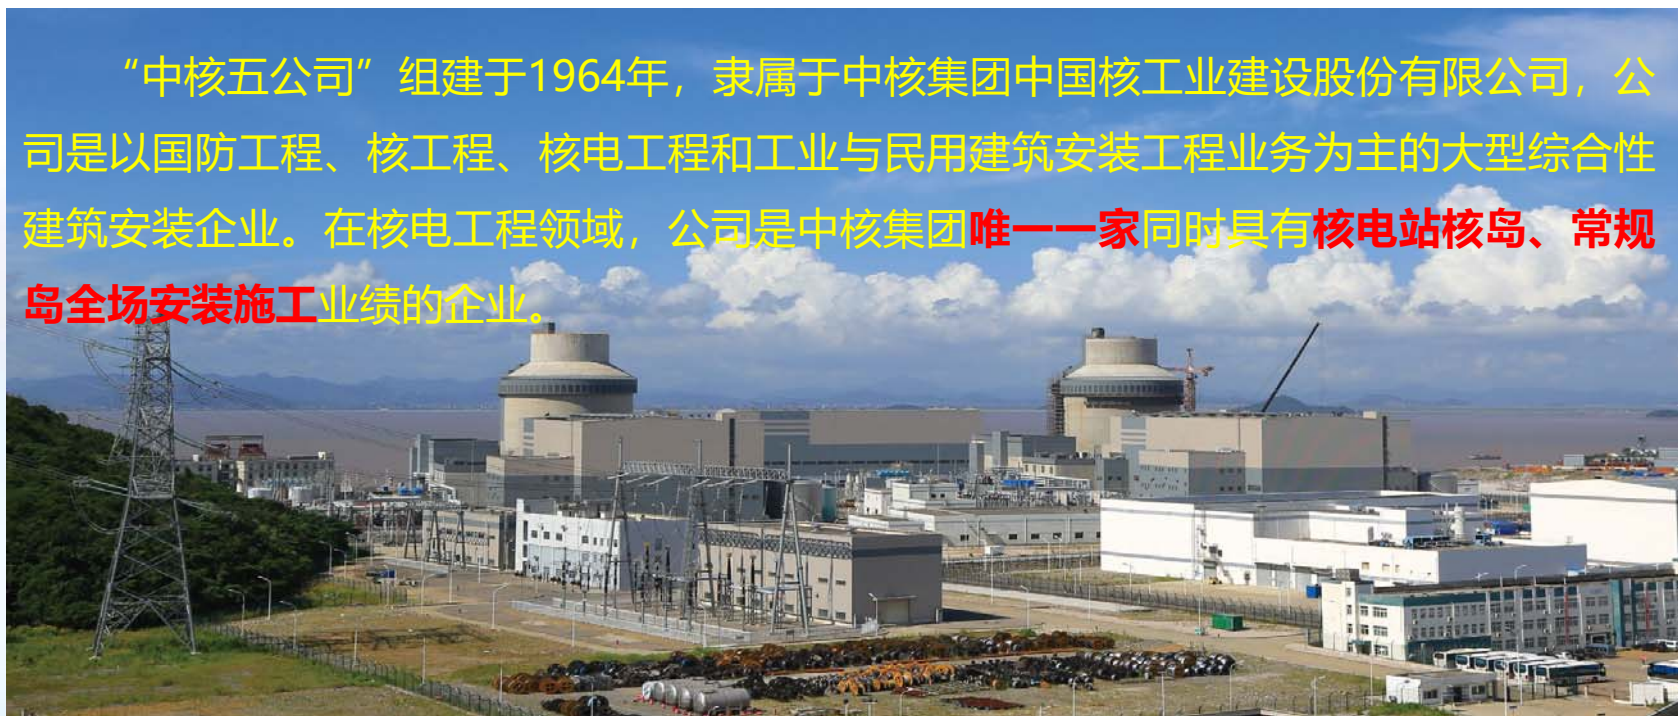 “中核五公司”组建于1964年，隶属于中核集团中国核工业建设股份有限公司，公
司是以国防工程、核工程、核电工程和工业与民用建筑安装工程业务为主的大型综合性
建筑安装企业。在核电工程领域，公司是中核集团唯一一家同时具有核电站核岛、常规
岛全场安装施工业绩的企业。